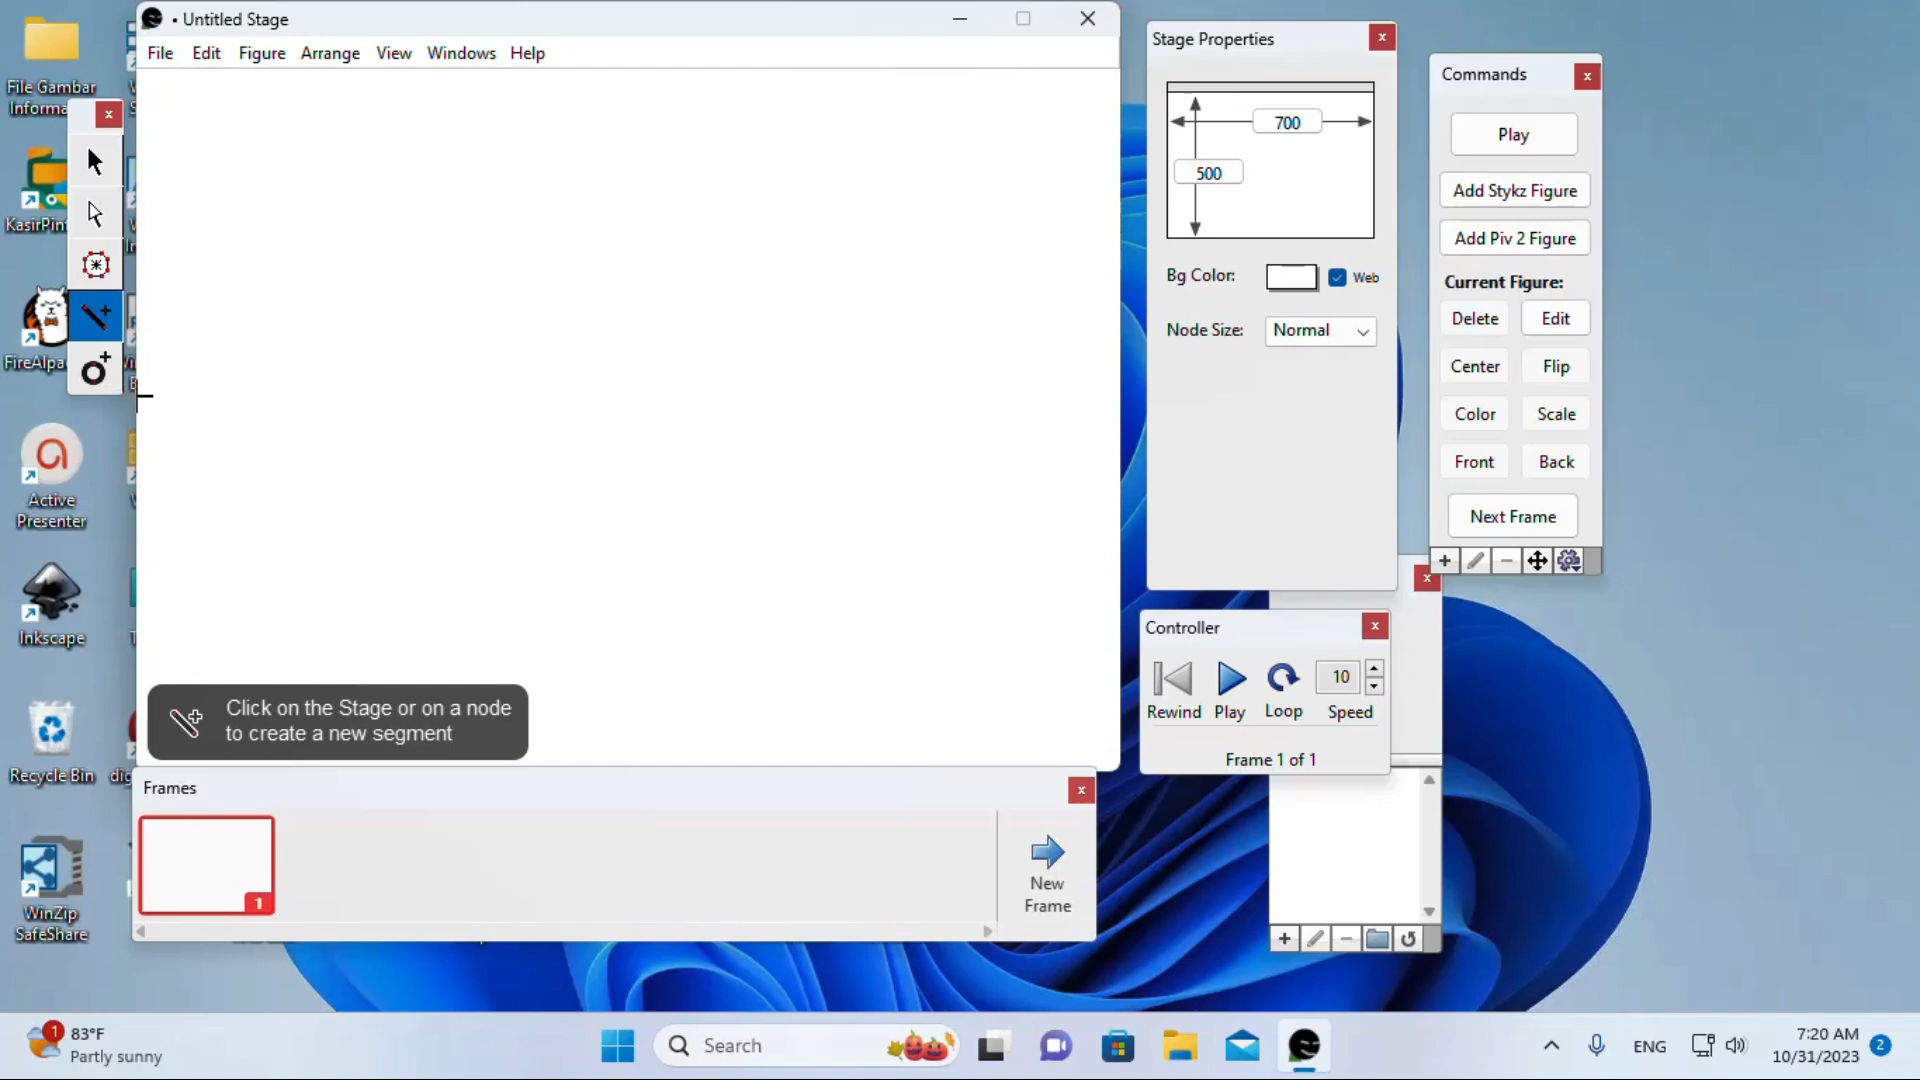 • Untitled Stage
File Edit Figure Arrange View Windows Help
File Gambar
Informa
KasirPin
FireAlpa
Active
Presenter
Inkscape
Recycle Bin
dig
WinZip
SafeShare
Click on the Stage or on a node
to create a new segment
Frames
1
New
Frame
Stage Properties
700
500
Bg Color:
Web
Node Size:
Normal
Controller
10
Rewind Play Loop Speed
Frame 1 of 1
Commands
Play
Add Stykz Figure
Add Piv 2 Figure
Current Figure:
Delete Edit
Center Flip
Color Scale
Front Back
Next Frame
1
83°F
Partly sunny
Search
ENG
7:20 AM
10/31/2023
2